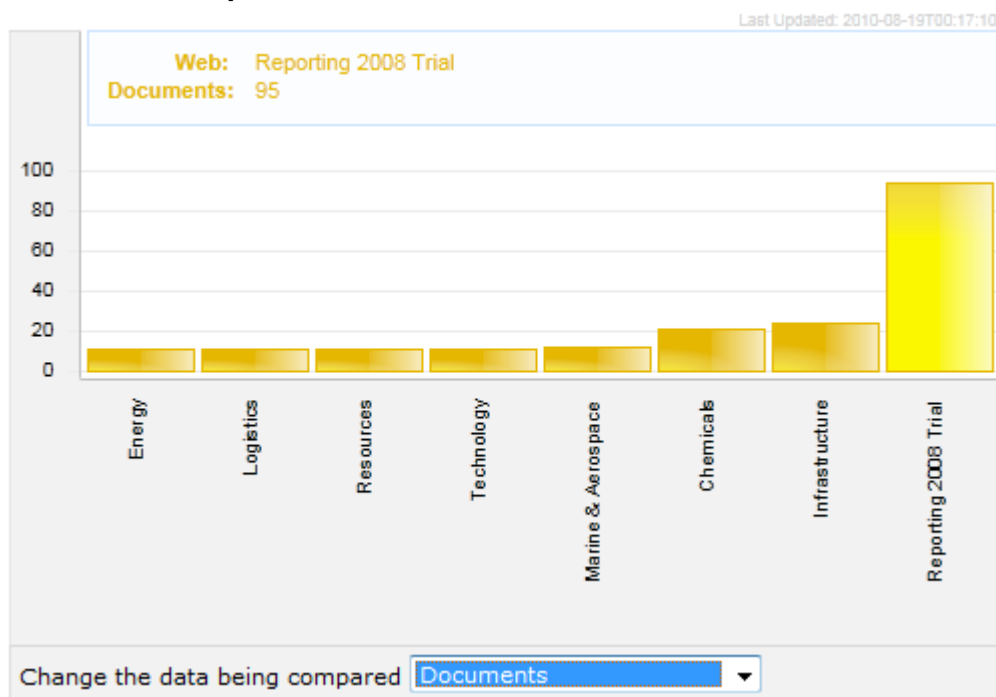 Last Updated: 2010-08-19T00:17:10
Web: Reporting 2008 Trial
Documents: 95
100
80
60
40
20
0
Energy
Logistics
Resources
Technology
Marine & Aerospace
Chemicals
Infrastructure
Reporting 2008 Trial
Change the data being compared Documents